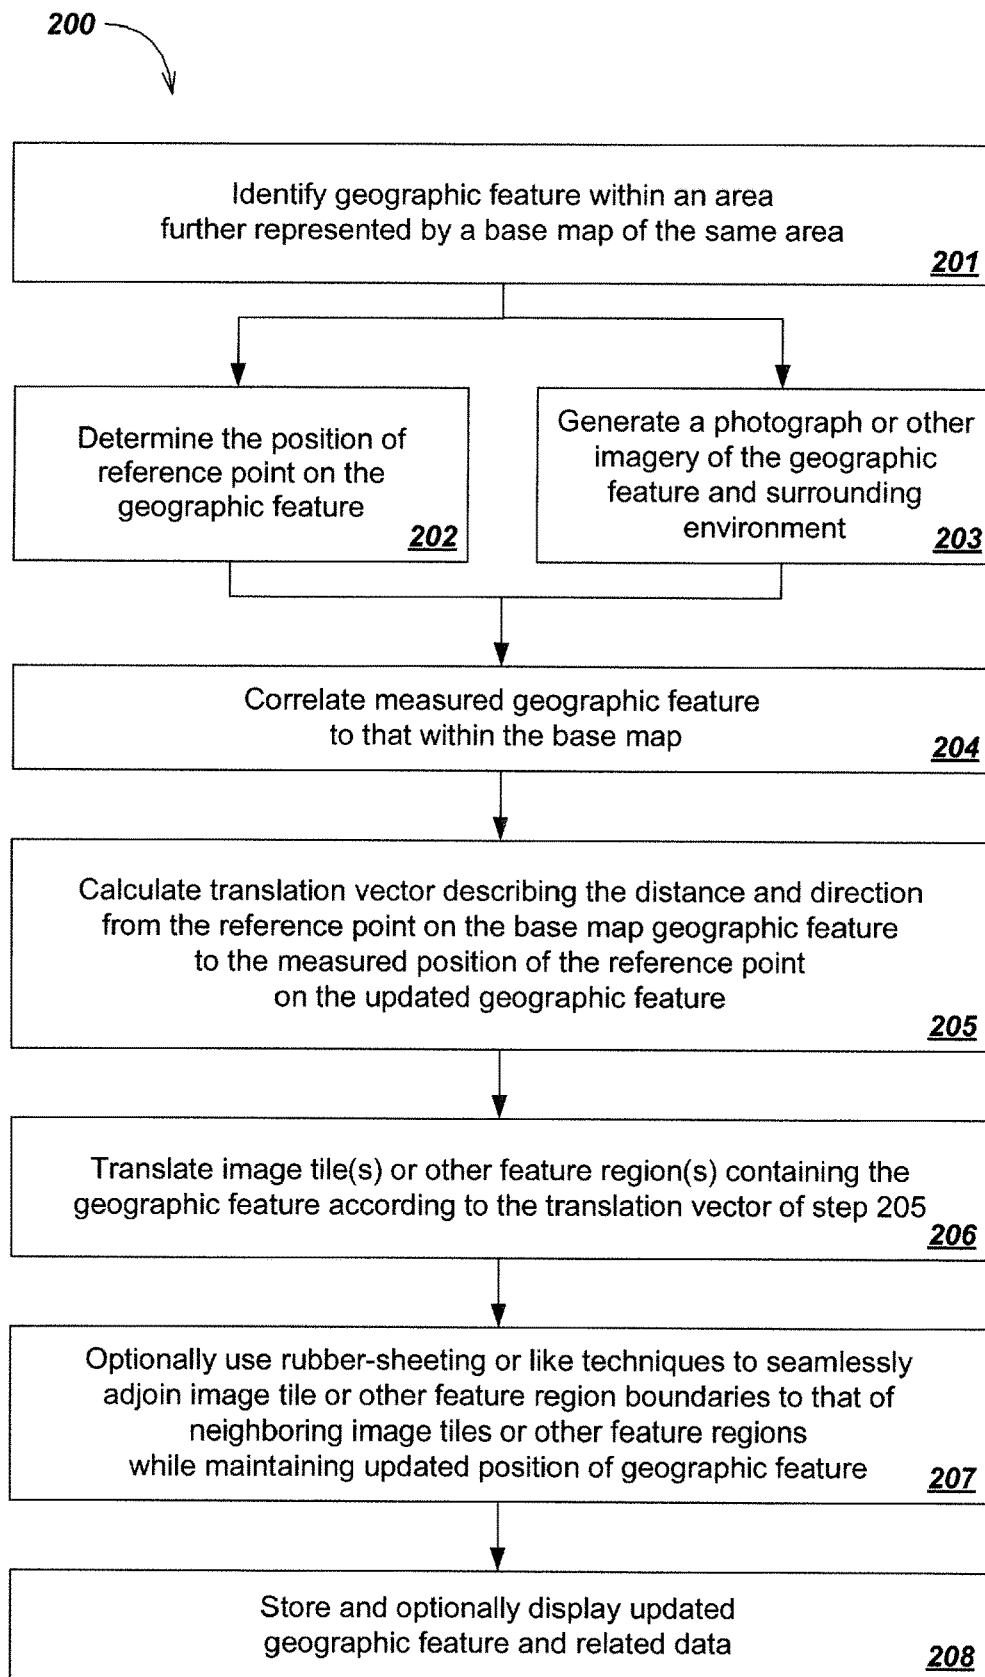 200
Identify geographic feature within an area
further represented by a base map of the same area
201
Determine the position of
reference point on the
geographic feature
202
Generate a photograph or other
imagery of the geographic
feature and surrounding
environment
203
Correlate measured geographic feature
to that within the base map
204
Calculate translation vector describing the distance and direction
from the reference point on the base map geographic feature
to the measured position of the reference point
on the updated geographic feature
205
Translate image tile(s) or other feature region(s) containing the
geographic feature according to the translation vector of step 205
206
Optionally use rubber-sheeting or like techniques to seamlessly
adjoin image tile or other feature region boundaries to that of
neighboring image tiles or other feature regions
while maintaining updated position of geographic feature
207
Store and optionally display updated
geographic feature and related data
208